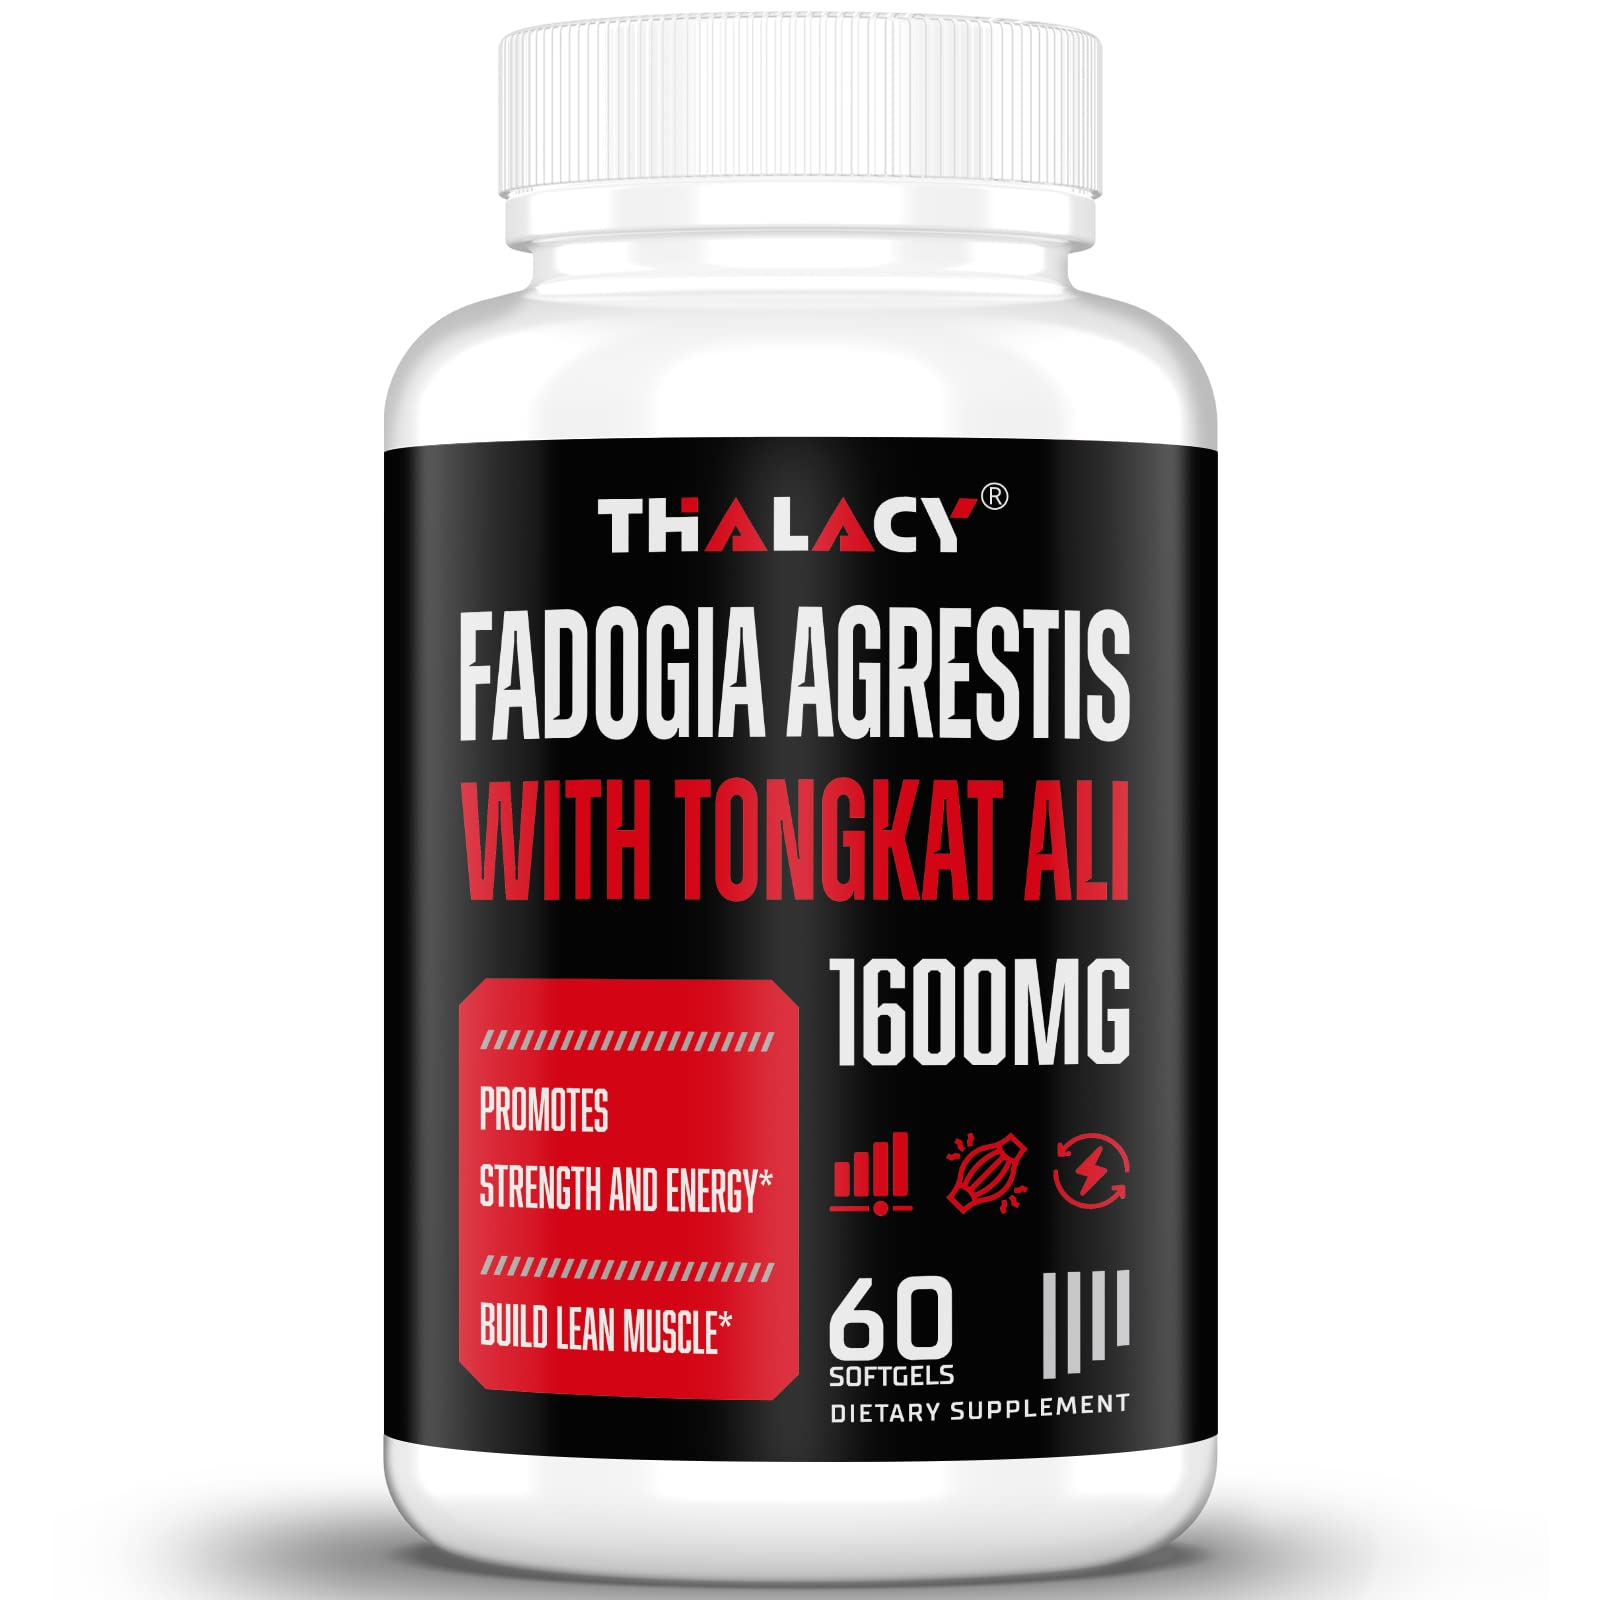 THALACY®
FADOGIA AGRESTIS
WITH TONGKAT ALI
1600MG
PROMOTES
STRENGTH AND ENERGY*
BUILD LEAN MUSCLE*
60
SOFTGELS
DIETARY SUPPLEMENT